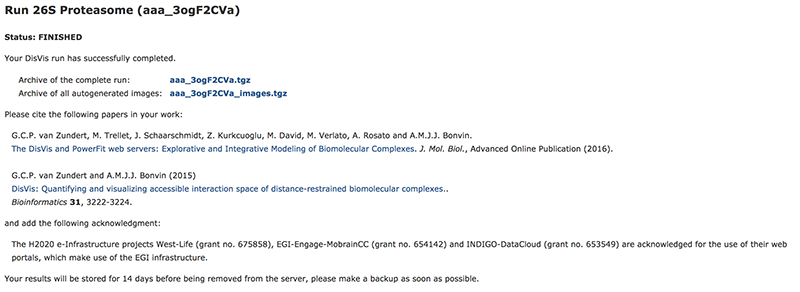 Run 26S Proteasome (aaa_3ogF2CVa)
Status: FINISHED
Your DisVis run has successfully completed.
Archive of the complete run: aaa_3ogF2CVa.tgz
Archive of all autogenerated images: aaa_3ogF2CVa_images.tgz
Please cite the following papers in your work:
G.C.P. van Zundert, M. Trellet, J. Schaarschmidt, Z. Kurkcuoglu, M. David, M. Verlato, A. Rosato and A.M.J.J. Bonvin.
The DisVis and PowerFit web servers: Explorative and Integrative Modeling of Biomolecular Complexes. J. Mol. Biol., Advanced Online Publication (2016).
G.C.P. van Zundert and A.M.J.J. Bonvin (2015)
DisVis: Quantifying and visualizing accessible interaction space of distance-restrained biomolecular complexes..
Bioinformatics 31, 3222-3224.
and add the following acknowledgment:
The H2020 e-Infrastructure projects West-Life (grant no. 675858), EGI-Engage-MobrainCC (grant no. 654142) and INDIGO-DataCloud (grant no. 653549) are acknowledged for the use of their web
portals, which make use of the EGI infrastructure.
Your results will be stored for 14 days before being removed from the server, please make a backup as soon as possible.